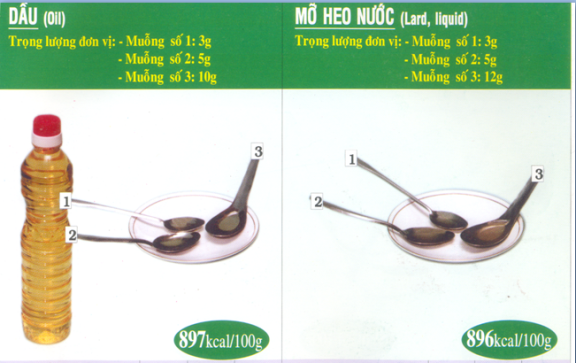 DẦU (Oil)
Trọng lượng đơn vị: - Muỗng số 1: 3g
- Muỗng số 2: 5g
- Muỗng số 3: 10g
3
1
2
897kcal/100g
MỠ HEO NƯỚC (Lard, liquid)
Trọng lượng đơn vị: - Muỗng số 1: 3g
- Muỗng số 2: 5g
- Muỗng số 3: 12g
1
3
2
896kcal/100g